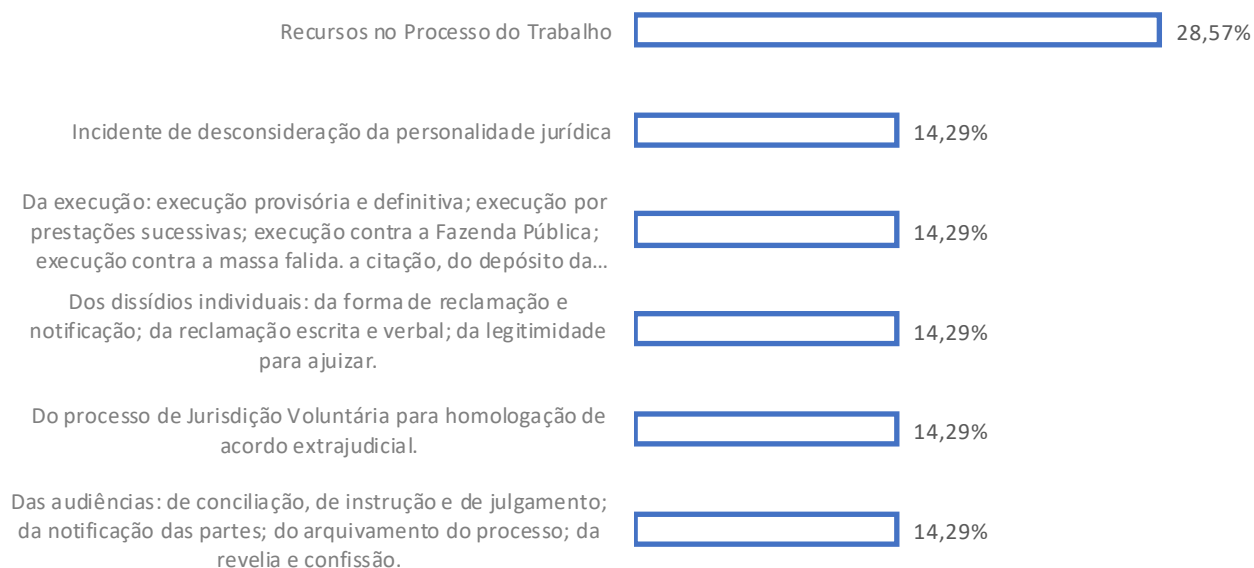 Recursos no Processo do Trabalho
28,57%
Incidente de desconsideração da personalidade jurídica
14,29%
Da execução: execução provisória e definitiva; execução por
prestações sucessivas; execução contra a Fazenda Pública;
execução contra a massa falida. a citação, do depósito da…
14,29%
Dos dissídios individuais: da forma de reclamação e
notificação; da reclamação escrita e verbal; da legitimidade
para ajuizar.
14,29%
Do processo de Jurisdição Voluntária para homologação de
acordo extrajudicial.
14,29%
Das audiências: de conciliação, de instrução e de julgamento;
da notificação das partes; do arquivamento do processo; da
revelia e confissão.
14,29%